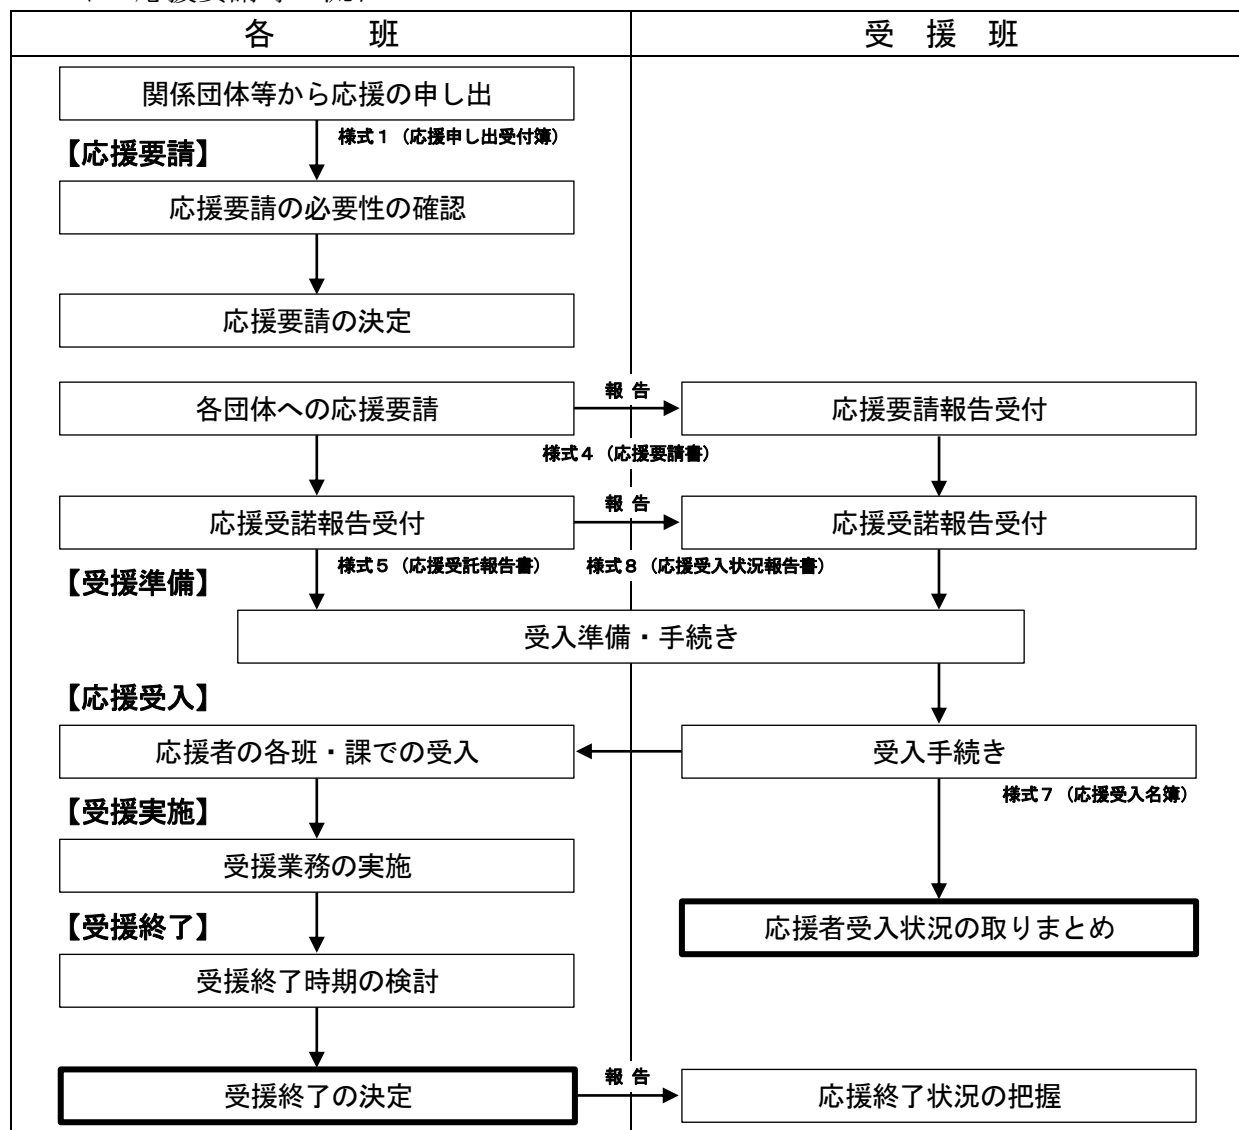 各　班
受　援　班
関係団体等から応援の申し出
様式１（応援申し出受付簿）
【応援要請】
応援要請の必要性の確認
応援要請の決定
各団体への応援要請
報 告
応援要請報告受付
様式４（応援要請書）
応援受諾報告受付
報 告
応援受諾報告受付
様式５（応援受託報告書）
様式８（応援受入状況報告書）
【受援準備】
受入準備・手続き
【応援受入】
応援者の各班・課での受入
受入手続き
様式７（応援受入名簿）
【受援実施】
受援業務の実施
【受援終了】
応援者受入状況の取りまとめ
受援終了時期の検討
受援終了の決定
報 告
応援終了状況の把握